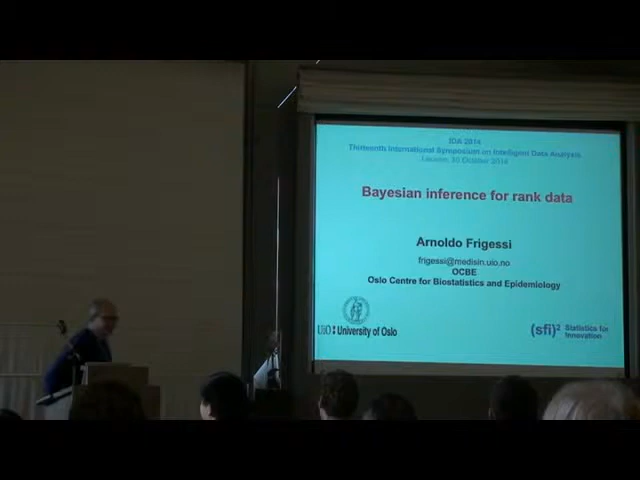 IDA 2014
Thirteenth International Symposium on Intelligent Data Analysis
Leuven, 30 October 2014
Bayesian inference for rank data
Arnoldo Frigessi
frigessi@medisin.uio.no
OCBE
Oslo Centre for Biostatistics and Epidemiology
UiO University of Oslo
(sfi)² Statistics for
Innovation